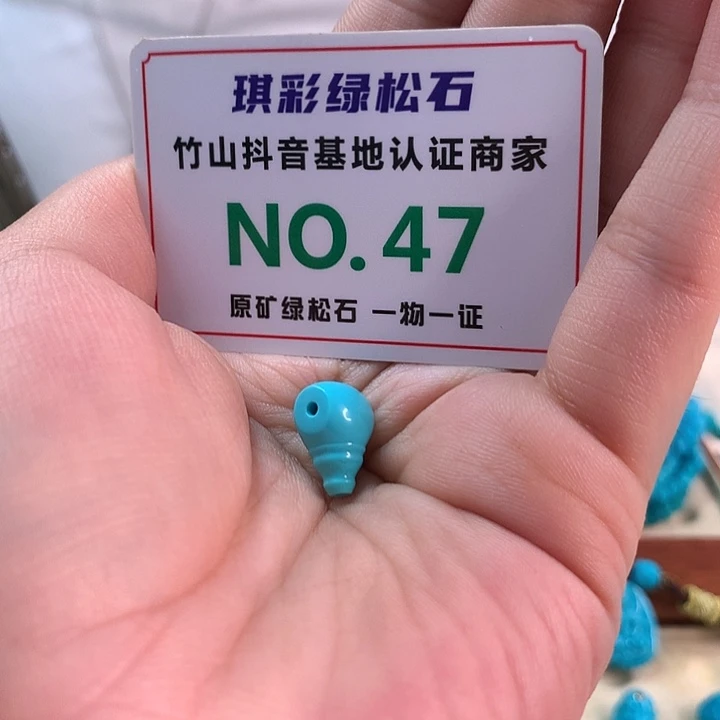 琪彩绿松石
竹山抖音基地认证商家
NO.47
原矿绿松石 一物一证